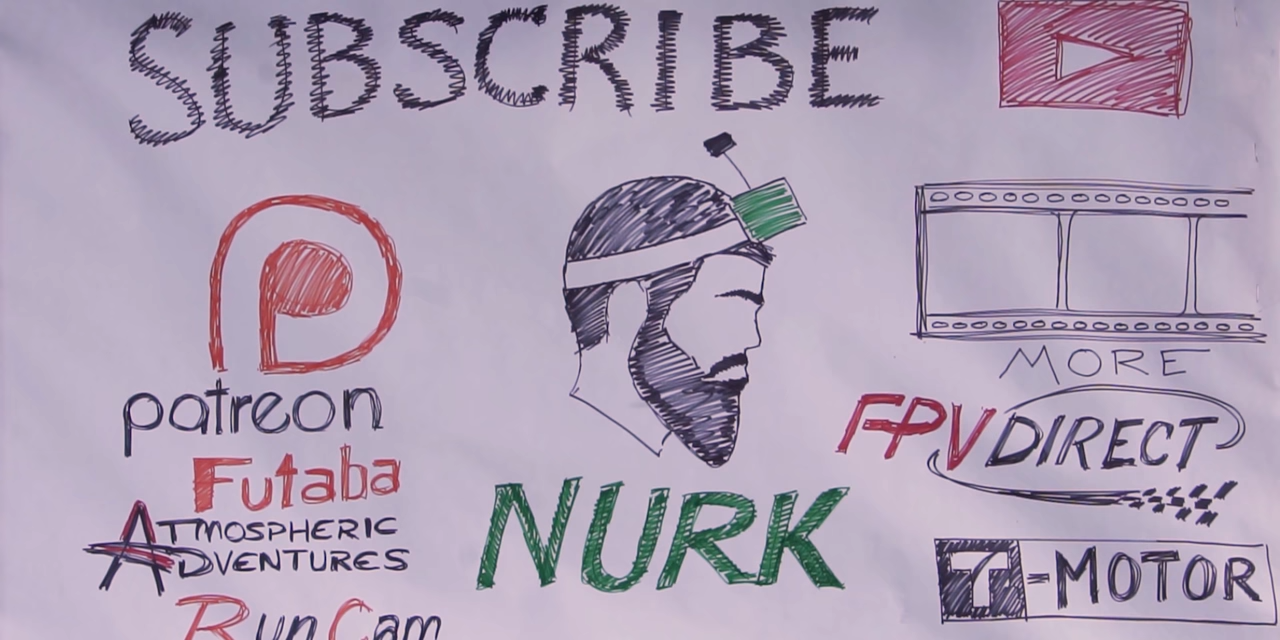 SUBSCRIBE
patreon
Futaba
ATMOSPHERIC
ADVENTURES
RunCam
NURK
MORE
FPV DIRECT
T-MOTOR